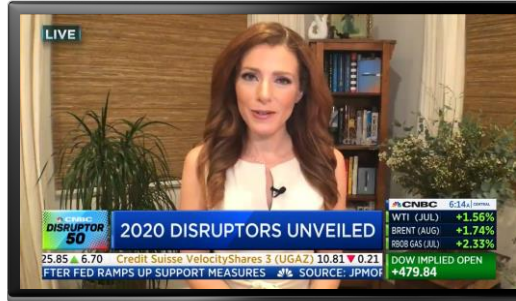 LIVE
CNBC
DISRUPTOR
50
2020 DISRUPTORS UNVEILED
CNBC 6:14A CENTRAL
WTI (JUL) +1.56%
BRENT (AUG) +1.74%
RBOB GAS (JUL) +2.33%
DOW IMPLIED OPEN
+479.84
25.85 ▲ 6.70 Credit Suisse VelocityShares 3 (UGAZ) 10.81 ▼ 0.21
FTER FED RAMPS UP SUPPORT MEASURES SOURCE: JPMOR